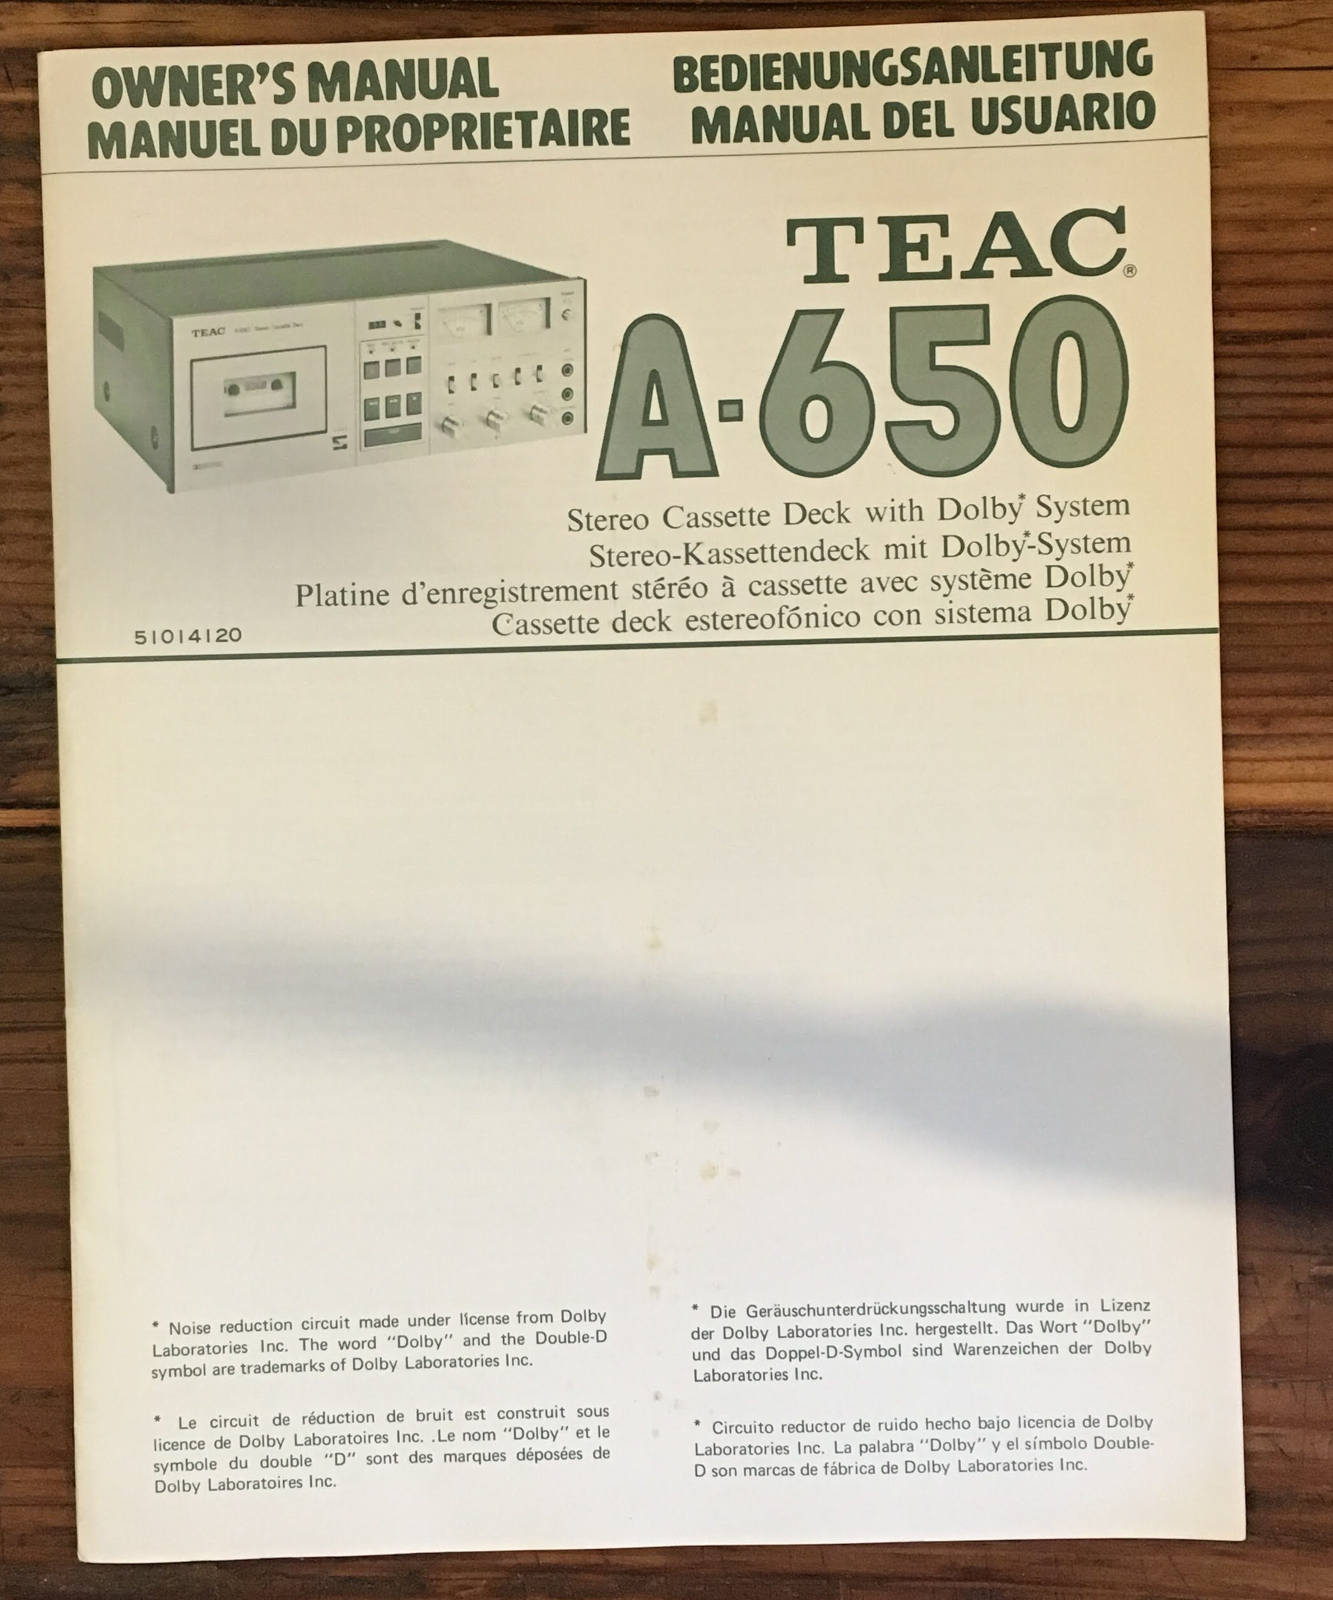 OWNER'S MANUAL
MANUEL DU PROPRIETAIRE
BEDIENUNGSANLEITUNG
MANUAL DEL USUARIO
TEAC®
TEAC
A-650
Stereo Cassette Deck with Dolby* System
Stereo-Kassettendeck mit Dolby*-System
Platine d'enregistrement stéréo à cassette avec système Dolby*
Cassette deck estereofónico con sistema Dolby*
51014120
* Noise reduction circuit made under license from Dolby
Laboratories Inc. The word "Dolby" and the Double-D
symbol are trademarks of Dolby Laboratories Inc.
* Le circuit de réduction de bruit est construit sous
licence de Dolby Laboratoires Inc. .Le nom "Dolby" et le
symbole du double "D" sont des marques déposées de
Dolby Laboratoires Inc.
* Die Geräuschunterdrückungsschaltung wurde in Lizenz
der Dolby Laboratories Inc. hergestellt. Das Wort "Dolby"
und das Doppel-D-Symbol sind Warenzeichen der Dolby
Laboratories Inc.
* Circuito reductor de ruido hecho bajo licencia de Dolby
Laboratories Inc. La palabra "Dolby" y el símbolo Double-
D son marcas de fábrica de Dolby Laboratories Inc.